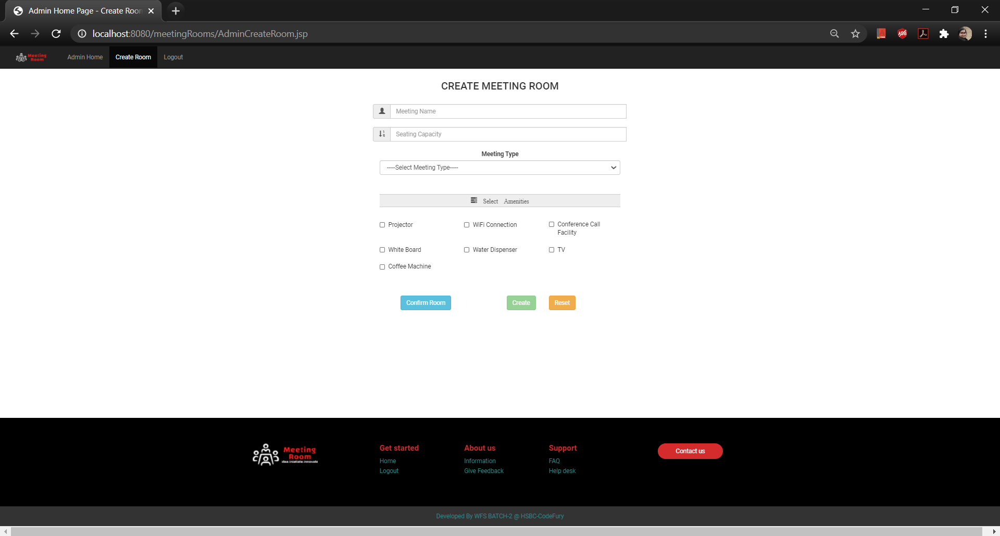 Admin Home Page - Create Roon
localhost:8080/meetingRooms/AdminCreateRoom.jsp
Meeting
Room
Admin Home
Create Room
Logout
CREATE MEETING ROOM
Meeting Name
Seating Capacity
Meeting Type
-----Select Meeting Type-----
Select Amenities
Projector
WiFi Connection
Conference Call
Facility
White Board
Water Dispenser
TV
Coffee Machine
Confirm Room
Create
Reset
Meeting
Room
idea.iniatiate.innovate
Get started
Home
Logout
About us
Information
Give Feedback
Support
FAQ
Help desk
Contact us
Developed By WFS BATCH-2 @ HSBC-CodeFury